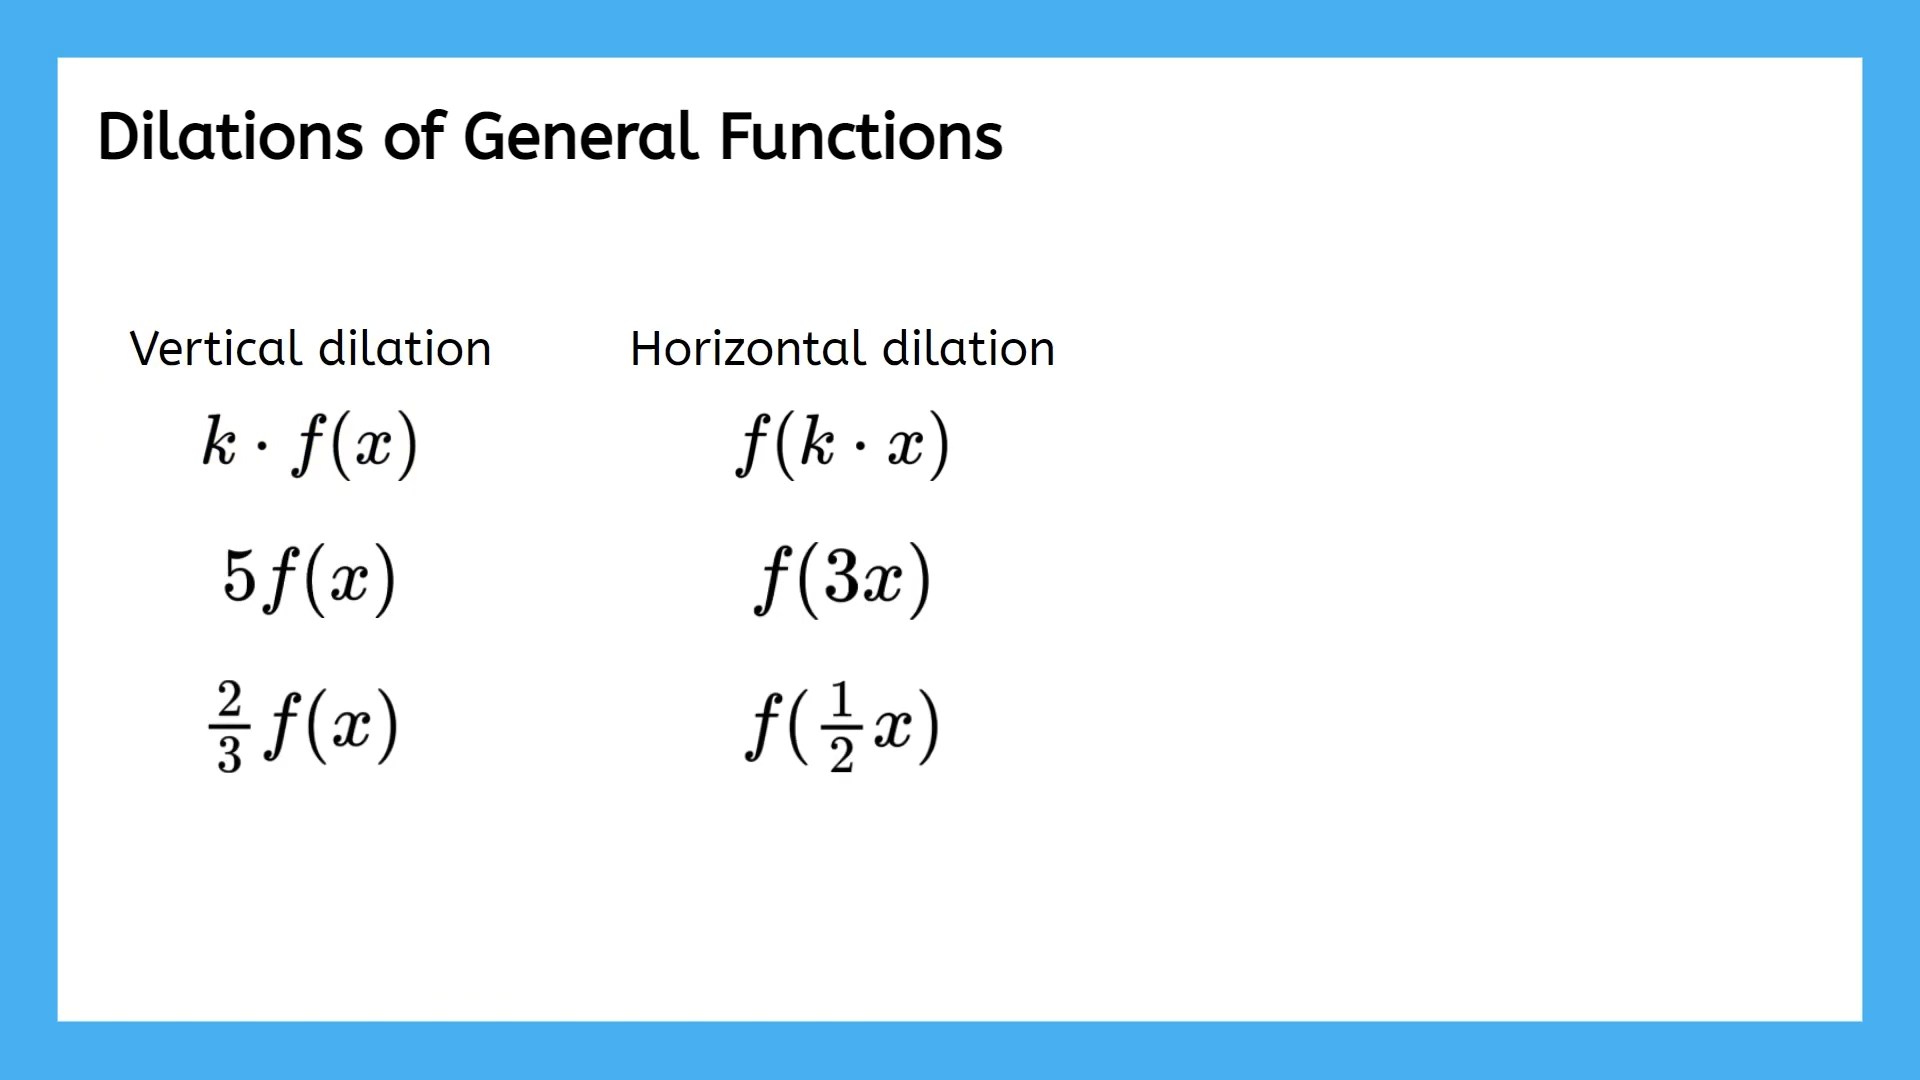 Dilations of General Functions
Vertical dilation
k · f(x)
5f(x)
2/3 f(x)
Horizontal dilation
f(k · x)
f(3x)
f(1/2 x)